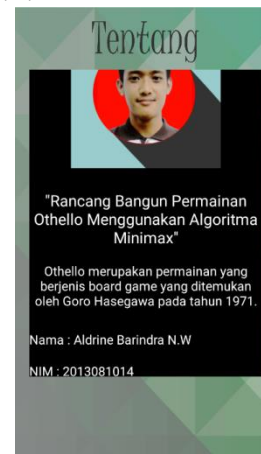 Tentang
"Rancang Bangun Permainan
Othello Menggunakan Algoritma
Minimax"
Othello merupakan permainan yang
berjenis board game yang ditemukan
oleh Goro Hasegawa pada tahun 1971.
Nama : Aldrine Barindra N.W
NIM : 2013081014